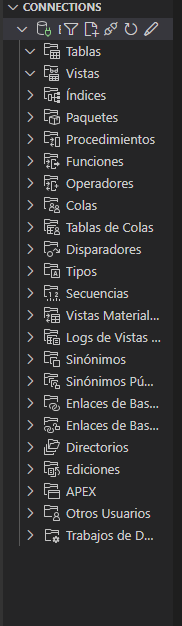 CONNECTIONS
Tablas
Vistas
Índices
Paquetes
Procedimientos
Funciones
Operadores
Colas
Tablas de Colas
Disparadores
Tipos
Secuencias
Vistas Material...
Logs de Vistas ...
Sinónimos
Sinónimos Pú...
Enlaces de Bas...
Enlaces de Bas...
Directorios
Ediciones
APEX
Otros Usuarios
Trabajos de D...